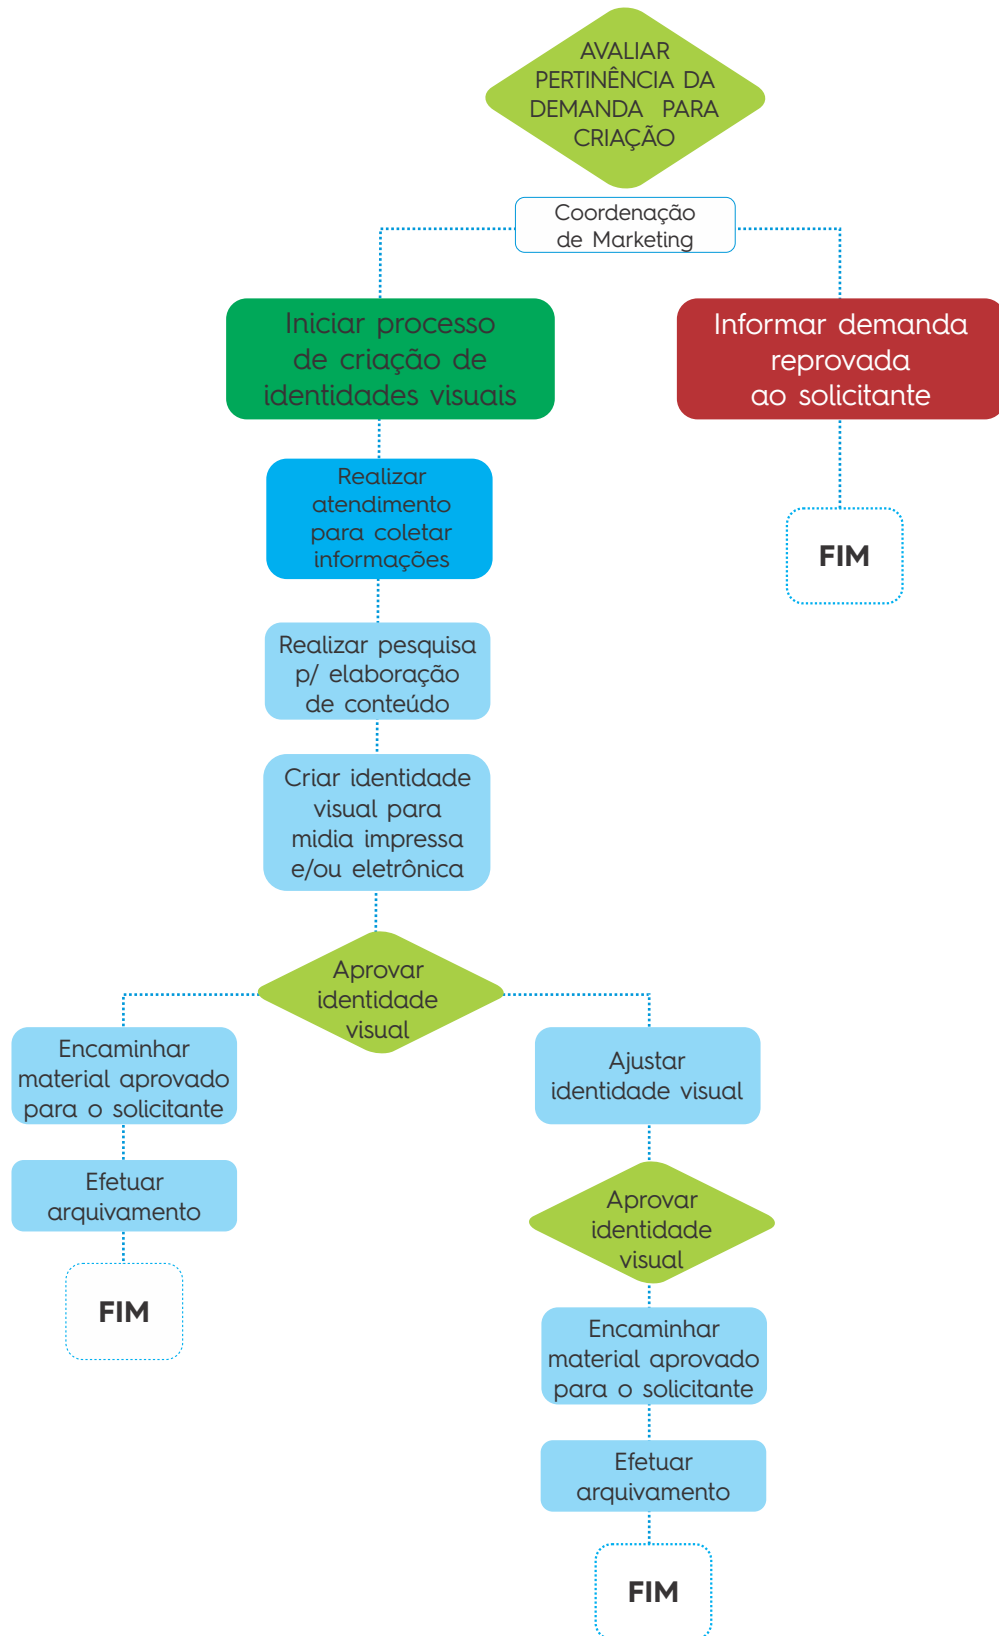 AVALIAR
PERTINÊNCIA DA
DEMANDA PARA
CRIAÇÃO
Coordenação
de Marketing
Iniciar processo
de criação de
identidades visuais
Informar demanda
reprovada
ao solicitante
Realizar
atendimento
para coletar
informações
FIM
Realizar pesquisa
p/ elaboração
de conteúdo
Criar identidade
visual para
midia impressa
e/ou eletrônica
Aprovar
identidade
visual
Encaminhar
material aprovado
para o solicitante
Efetuar
arquivamento
FIM
Ajustar
identidade visual
Aprovar
identidade
visual
Encaminhar
material aprovado
para o solicitante
Efetuar
arquivamento
FIM